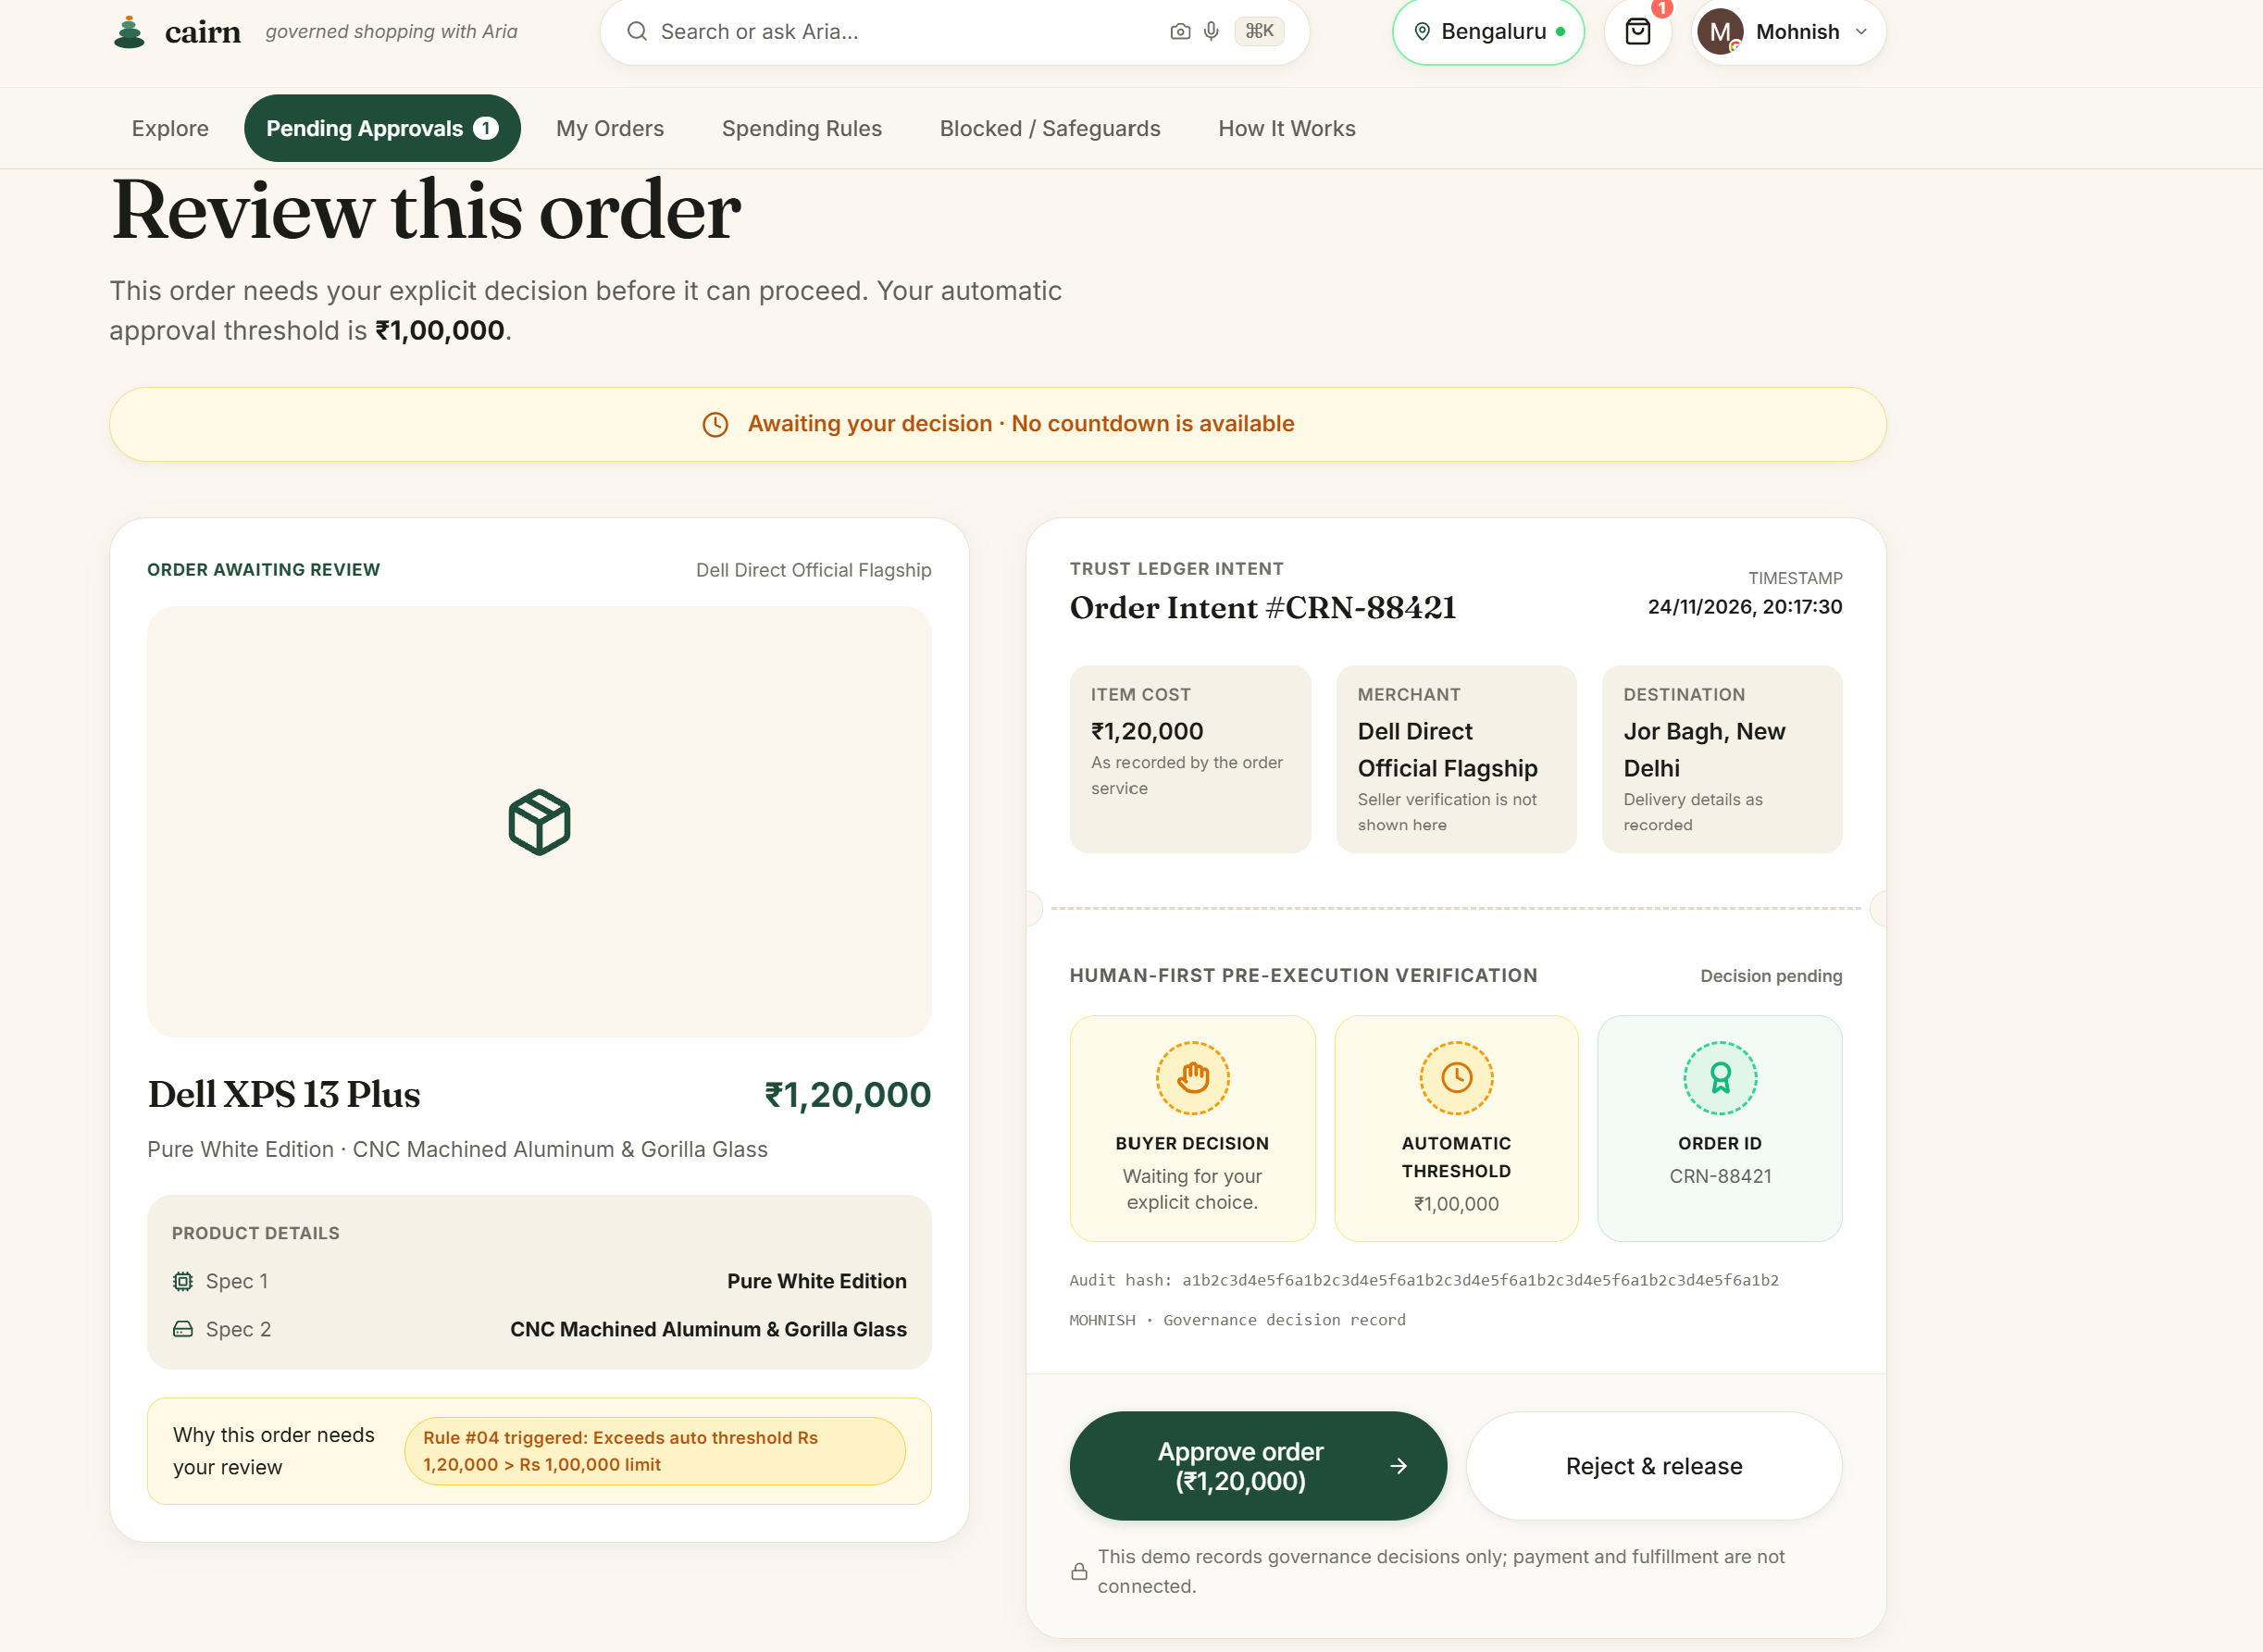 cairn
governed shopping with Aria
Search or ask Aria...
⌘K
Bengaluru
1
M
Mohnish
Explore
Pending Approvals 1
My Orders
Spending Rules
Blocked / Safeguards
How It Works
Review this order
This order needs your explicit decision before it can proceed. Your automatic
approval threshold is ₹1,00,000.
Awaiting your decision · No countdown is available
ORDER AWAITING REVIEW
Dell Direct Official Flagship
Dell XPS 13 Plus
₹1,20,000
Pure White Edition · CNC Machined Aluminum & Gorilla Glass
PRODUCT DETAILS
Spec 1
Pure White Edition
Spec 2
CNC Machined Aluminum & Gorilla Glass
Why this order needs
your review
Rule #04 triggered: Exceeds auto threshold Rs
1,20,000 > Rs 1,00,000 limit
TRUST LEDGER INTENT
Order Intent #CRN-88421
TIMESTAMP
24/11/2026, 20:17:30
ITEM COST
₹1,20,000
As recorded by the order
service
MERCHANT
Dell Direct
Official Flagship
Seller verification is not
shown here
DESTINATION
Jor Bagh, New
Delhi
Delivery details as
recorded
HUMAN-FIRST PRE-EXECUTION VERIFICATION
Decision pending
BUYER DECISION
Waiting for your
explicit choice.
AUTOMATIC
THRESHOLD
₹1,00,000
ORDER ID
CRN-88421
Audit hash: a1b2c3d4e5f6a1b2c3d4e5f6a1b2c3d4e5f6a1b2c3d4e5f6a1b2c3d4e5f6a1b2
MOHNISH · Governance decision record
Approve order
(₹1,20,000)
Reject & release
This demo records governance decisions only; payment and fulfillment are not
connected.